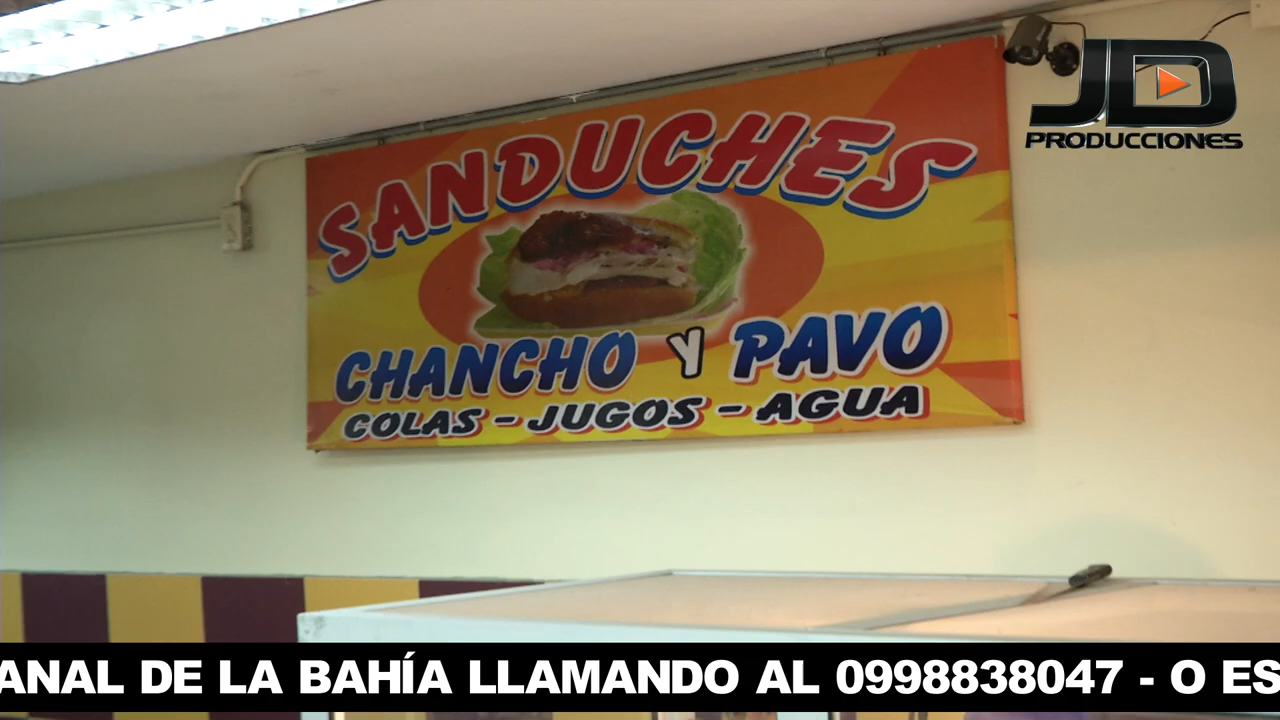 JD
PRODUCCIONES
SANDUCHES
CHANCHO Y PAVO
COLAS - JUGOS - AGUA
ANAL DE LA BAHÍA LLAMANDO AL 0998838047 - O ES